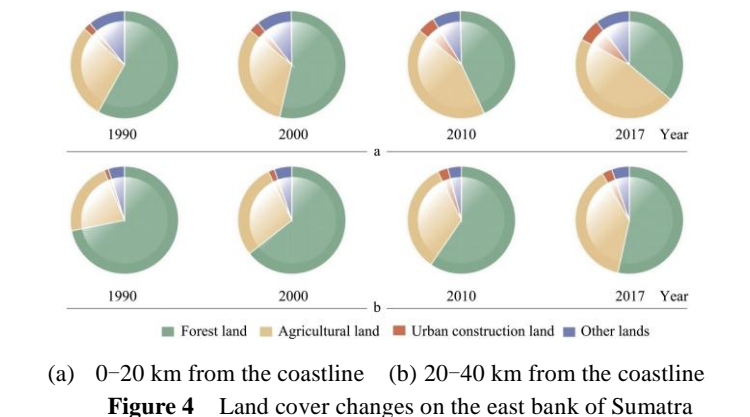 1990 2000 2010 2017 Year
a
1990 2000 2010 2017 Year
b
Forest land Agricultural land Urban construction land Other lands
(a) 0−20 km from the coastline (b) 20−40 km from the coastline
Figure 4 Land cover changes on the east bank of Sumatra